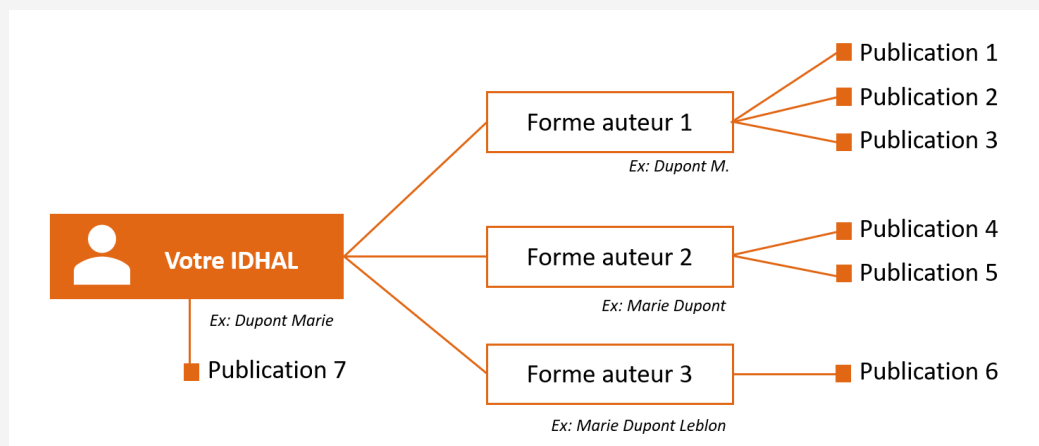 Votre IDHAL
Ex: Dupont Marie
Publication 7
Forme auteur 1
Ex: Dupont M.
Publication 1
Publication 2
Publication 3
Forme auteur 2
Ex: Marie Dupont
Publication 4
Publication 5
Forme auteur 3
Ex: Marie Dupont Leblon
Publication 6